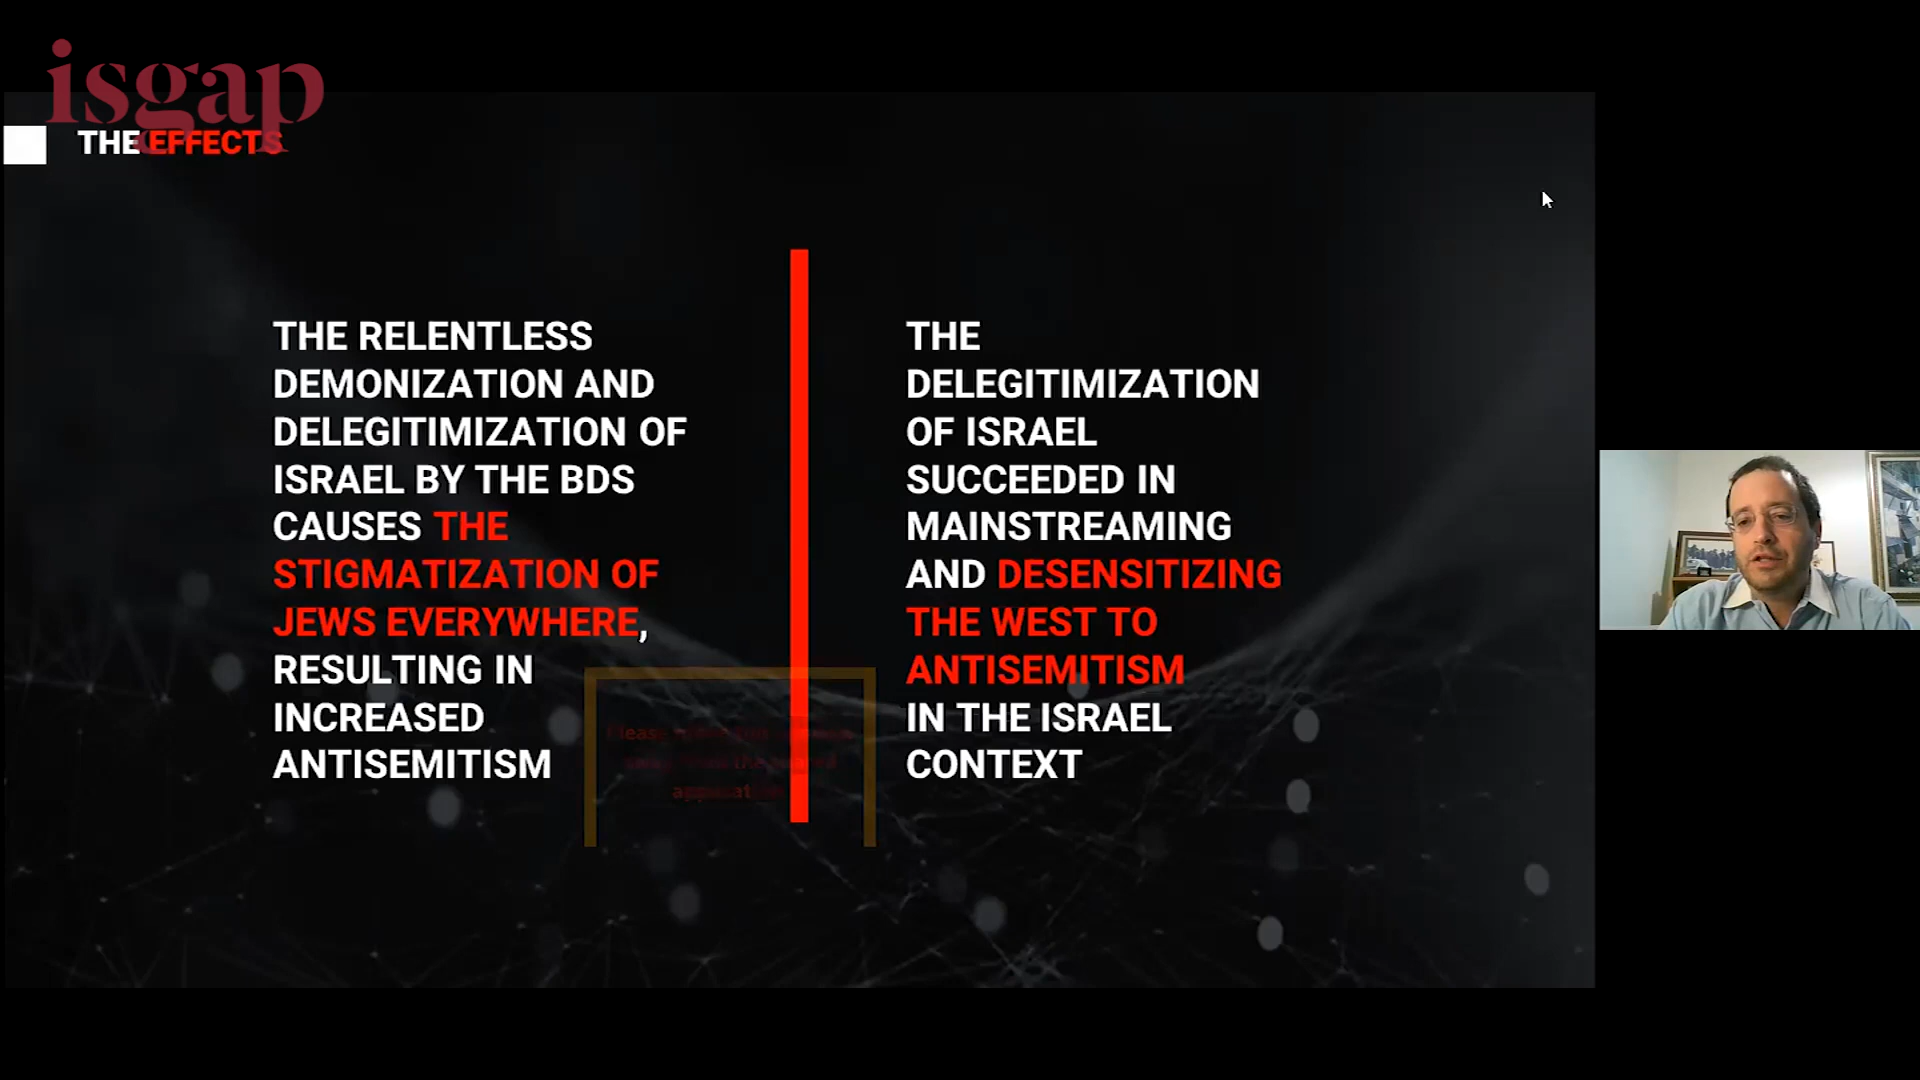 isgap
THE EFFECTS
THE RELENTLESS
DEMONIZATION AND
DELEGITIMIZATION OF
ISRAEL BY THE BDS
CAUSES THE
STIGMATIZATION OF
JEWS EVERYWHERE,
RESULTING IN
INCREASED
ANTISEMITISM
THE
DELEGITIMIZATION
OF ISRAEL
SUCCEEDED IN
MAINSTREAMING
AND DESENSITIZING
THE WEST TO
ANTISEMITISM
IN THE ISRAEL
CONTEXT